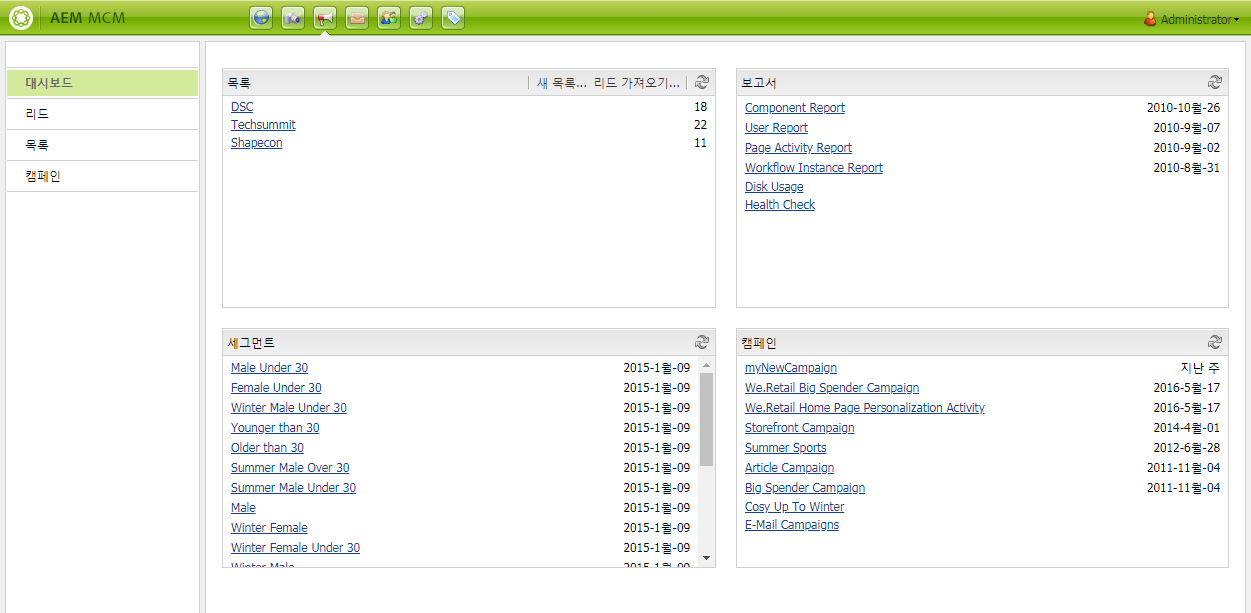 AEM MCM
Administrator
대시보드
리드
목록
캠페인
목록 새 목록... 리드 가져오기...
DSC 18
Techsummit 22
Shapecon 11
보고서
Component Report 2010-10월-26
User Report 2010-9월-07
Page Activity Report 2010-9월-02
Workflow Instance Report 2010-8월-31
Disk Usage
Health Check
세그먼트
Male Under 30 2015-1월-09
Female Under 30 2015-1월-09
Winter Male Under 30 2015-1월-09
Younger than 30 2015-1월-09
Older than 30 2015-1월-09
Summer Male Over 30 2015-1월-09
Summer Male Under 30 2015-1월-09
Male 2015-1월-09
Winter Female 2015-1월-09
Winter Female Under 30 2015-1월-09
Winter Male 2015-1월-09
캠페인
myNewCampaign 지난 주
We.Retail Big Spender Campaign 2016-5월-17
We.Retail Home Page Personalization Activity 2016-5월-17
Storefront Campaign 2014-4월-01
Summer Sports 2012-6월-28
Article Campaign 2011-11월-04
Big Spender Campaign 2011-11월-04
Cosy Up To Winter
E-Mail Campaigns